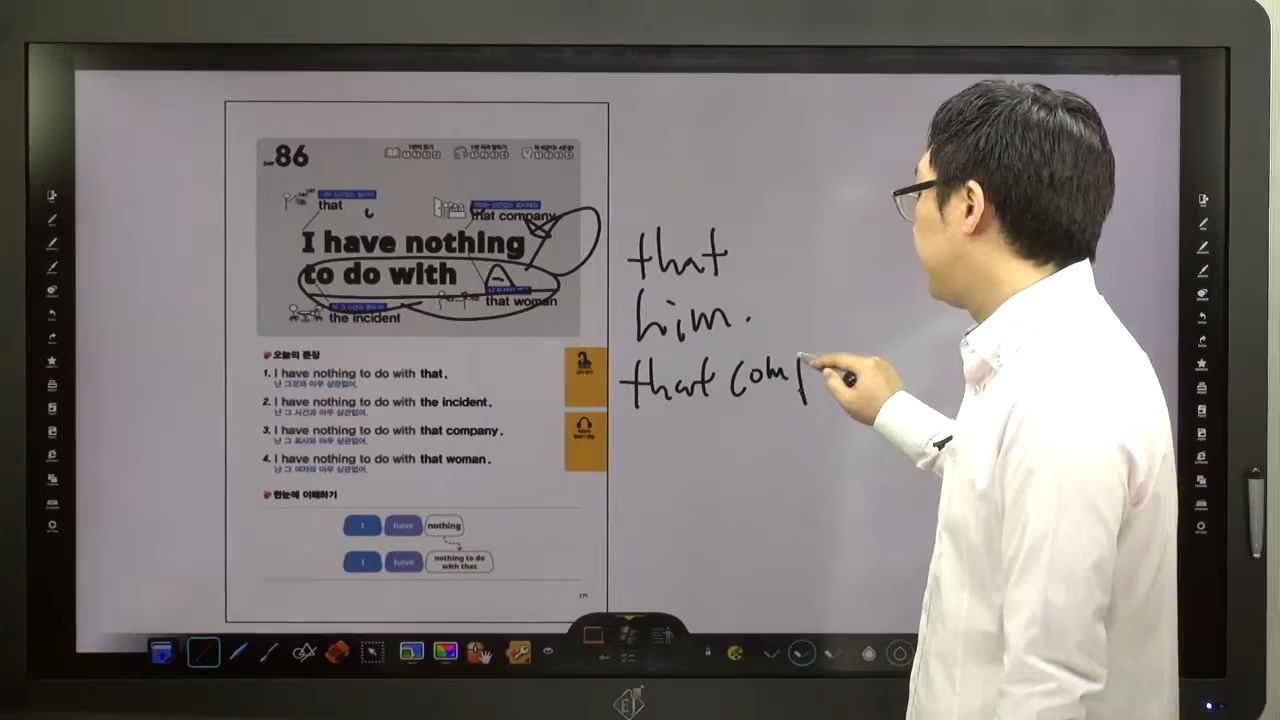 DAY 86
that
that company
I have nothing
to do with
that woman
the incident
오늘의 문장
1. I have nothing to do with that.
난 그것과 아무 상관없어.
2. I have nothing to do with the incident.
난 그 사건과 아무 상관없어.
3. I have nothing to do with that company.
난 그 회사와 아무 상관없어.
4. I have nothing to do with that woman.
난 그 여자와 아무 상관없어.
한눈에 이해하기
I have nothing
I have nothing to do
with that
171
that
him.
that comp